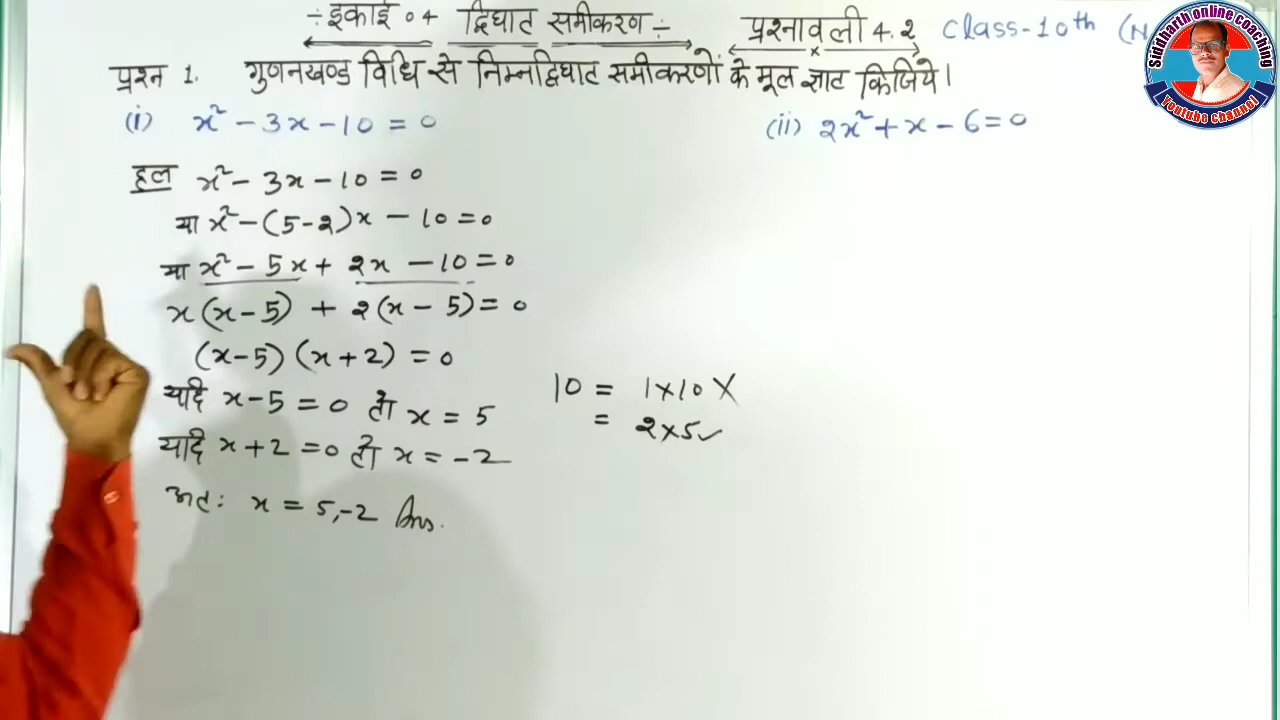 ÷ इकाई ०4 द्विघात समीकरण ÷ प्रश्नावली 4.2 Class-10th (N
प्रश्न 1. गुणनखण्ड विधि से निम्नद्विघात समीकरणों के मूल ज्ञात किजिये।
(i) x² - 3x - 10 = 0 (ii) 2x² + x - 6 = 0
हल x² - 3x - 10 = 0
या x² - (5-2)x - 10 = 0
या x² - 5x + 2x - 10 = 0
x(x-5) + 2(x-5) = 0
(x-5) (x+2) = 0
यदि x-5 = 0 तो x = 5
यदि x+2 = 0 तो x = -2
अतः x = 5,-2 Ans.
10 = 1×10 ✗
= 2×5 ✓
Siddharth online coaching
Youtube channel